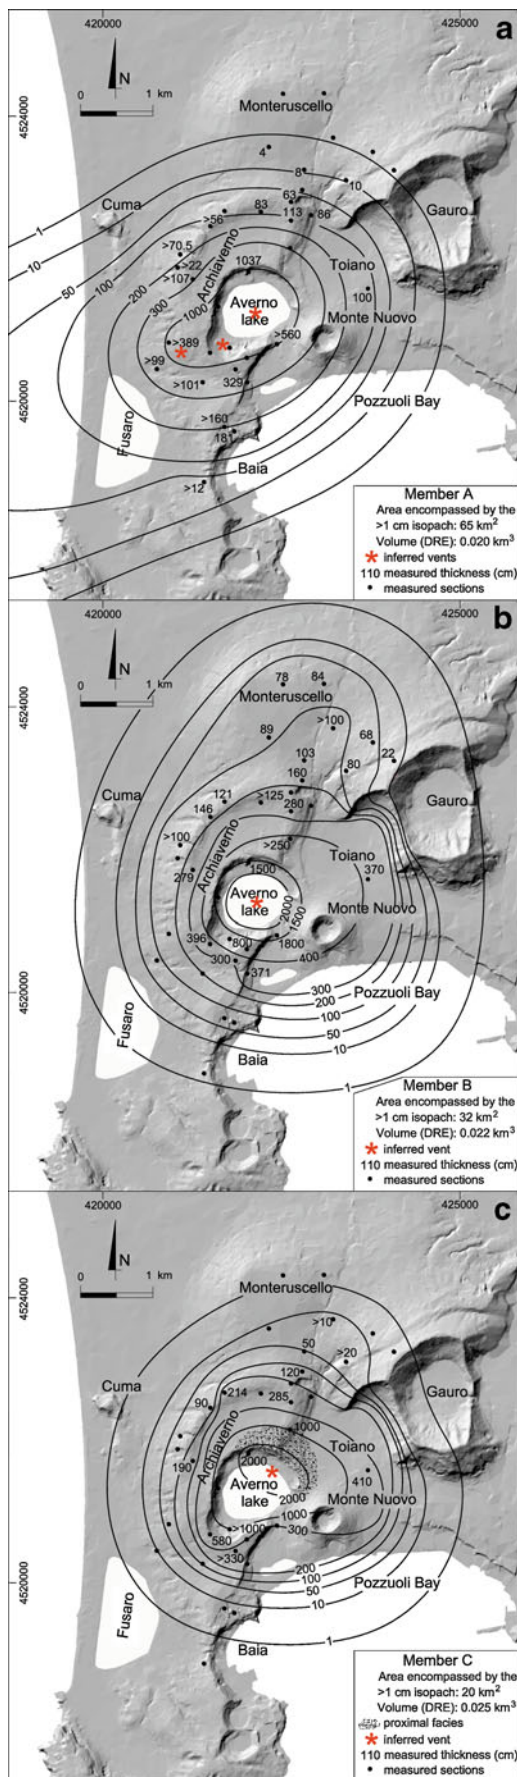 420000
425000
a
N
0 1 km
4524000
Monteruscello
4
8
10
63
Cuma
>56
83
113
86
Gauro
1
>70.5
10
>22
Toiano
50
>107
Archiaverno
1037
100
100
200
Averno
lake
300
1000
Monte Nuovo
>389
>560
>99
4520000
>101
329
Pozzuoli Bay
Fusaro
>160
181
Baia
>12
Member A
Area encompassed by the
>1 cm isopach: 65 km²
Volume (DRE): 0.020 km³
inferred vents
110 measured thickness (cm)
measured sections
420000
425000
b
N
0 1 km
4524000
78
84
Monteruscello
>100
89
68
103
22
80
160
Cuma
121
>125
146
280
Gauro
>100
>250
Archiaverno
Toiano
279
1500
370
Averno
lake
2000
1500
Monte Nuovo
396
800
1800
300
400
371
4520000
300
200
Pozzuoli Bay
100
Fusaro
50
10
Baia
1
Member B
Area encompassed by the
>1 cm isopach: 32 km²
Volume (DRE): 0.022 km³
inferred vent
110 measured thickness (cm)
measured sections
420000
425000
c
N
0 1 km
4524000
Monteruscello
>10
50
>20
120
Cuma
90
214
285
Gauro
1000
Archiaverno
Toiano
190
2000
410
Averno
lake
2000
Monte Nuovo
1000
>1000
300
580
>330
200
4520000
100
Pozzuoli Bay
50
Fusaro
10
1
Baia
Member C
Area encompassed by the
>1 cm isopach: 20 km²
Volume (DRE): 0.025 km³
proximal facies
inferred vent
110 measured thickness (cm)
measured sections